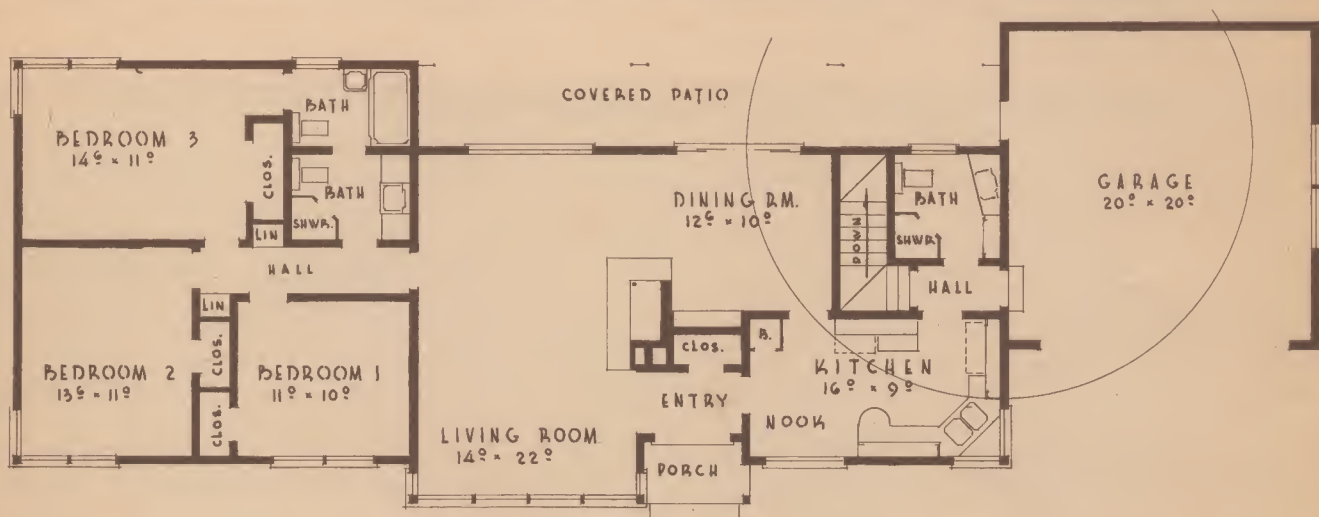 COVERED PATIO
BATH
BEDROOM 3
14⁶ × 11⁰
CLOS.
BATH
SHWR.
LIN
DINING RM.
12⁶ × 10⁰
DOWN
BATH
SHWR.
GARAGE
20⁰ × 20⁰
HALL
HALL
LIN
CLOS.
CLOS.
B.
BEDROOM 2
13⁶ × 11⁰
CLOS.
BEDROOM 1
11⁰ × 10⁰
KITCHEN
16⁰ × 9⁰
ENTRY
NOOK
LIVING ROOM
14⁰ × 22⁰
PORCH